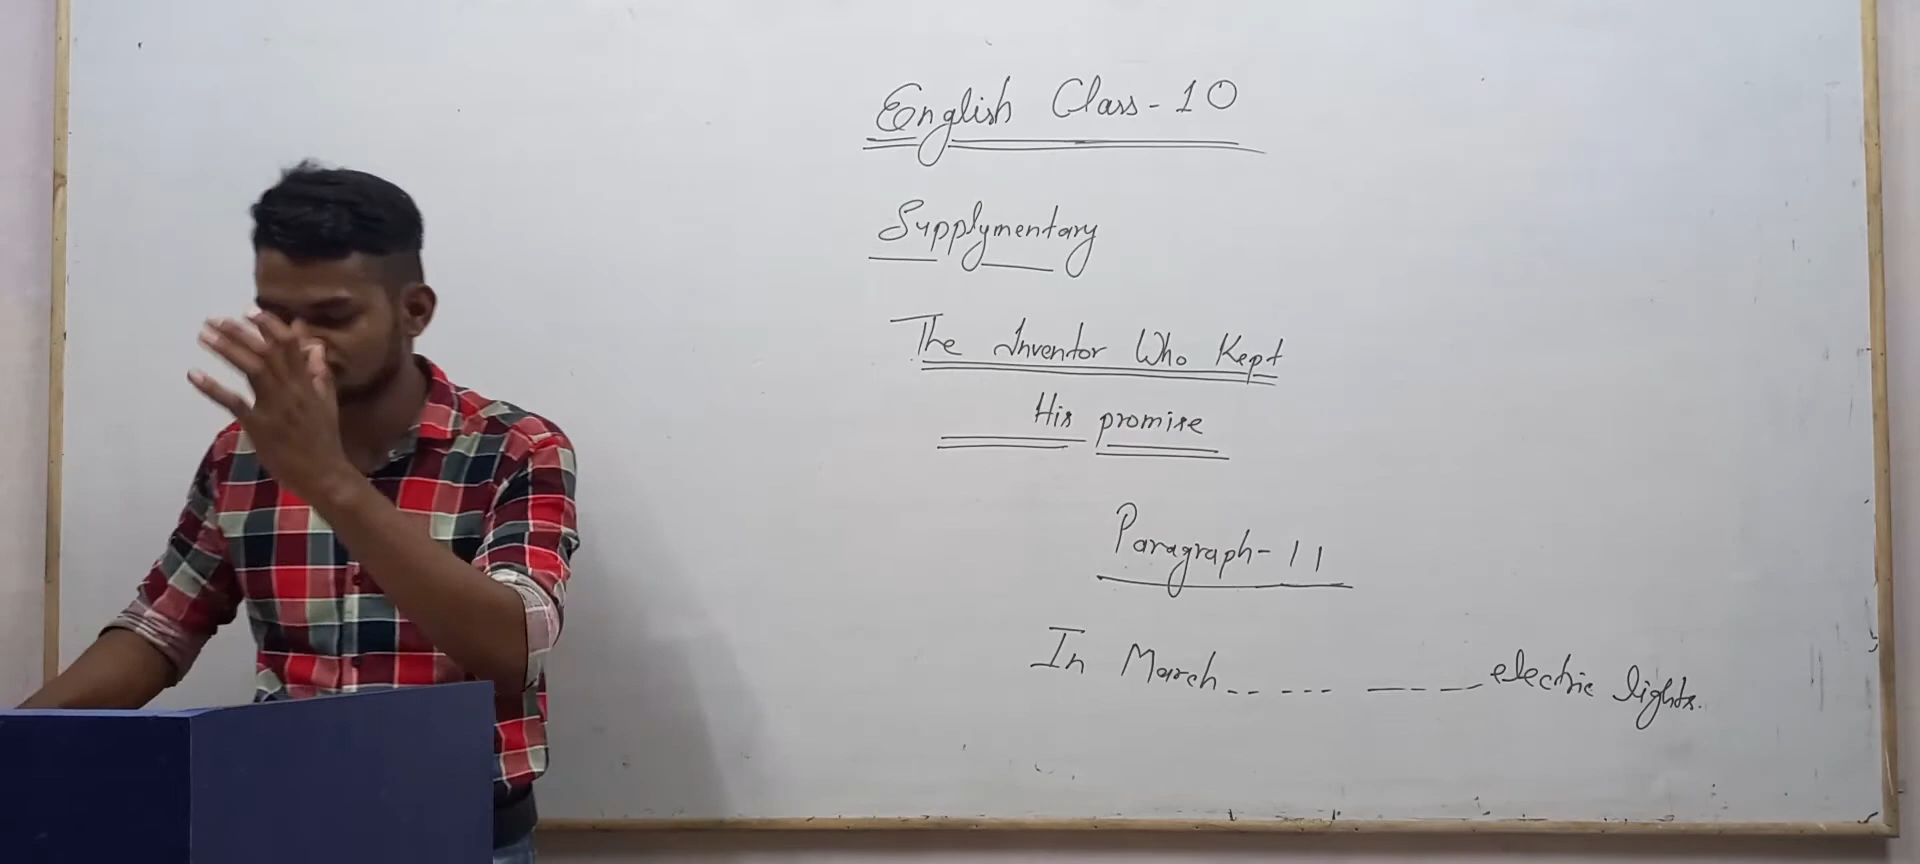 English Class - 10
Supplymentary
The Inventor Who Kept
His promise
Paragraph - 11
In March ----- ---- electric lights.